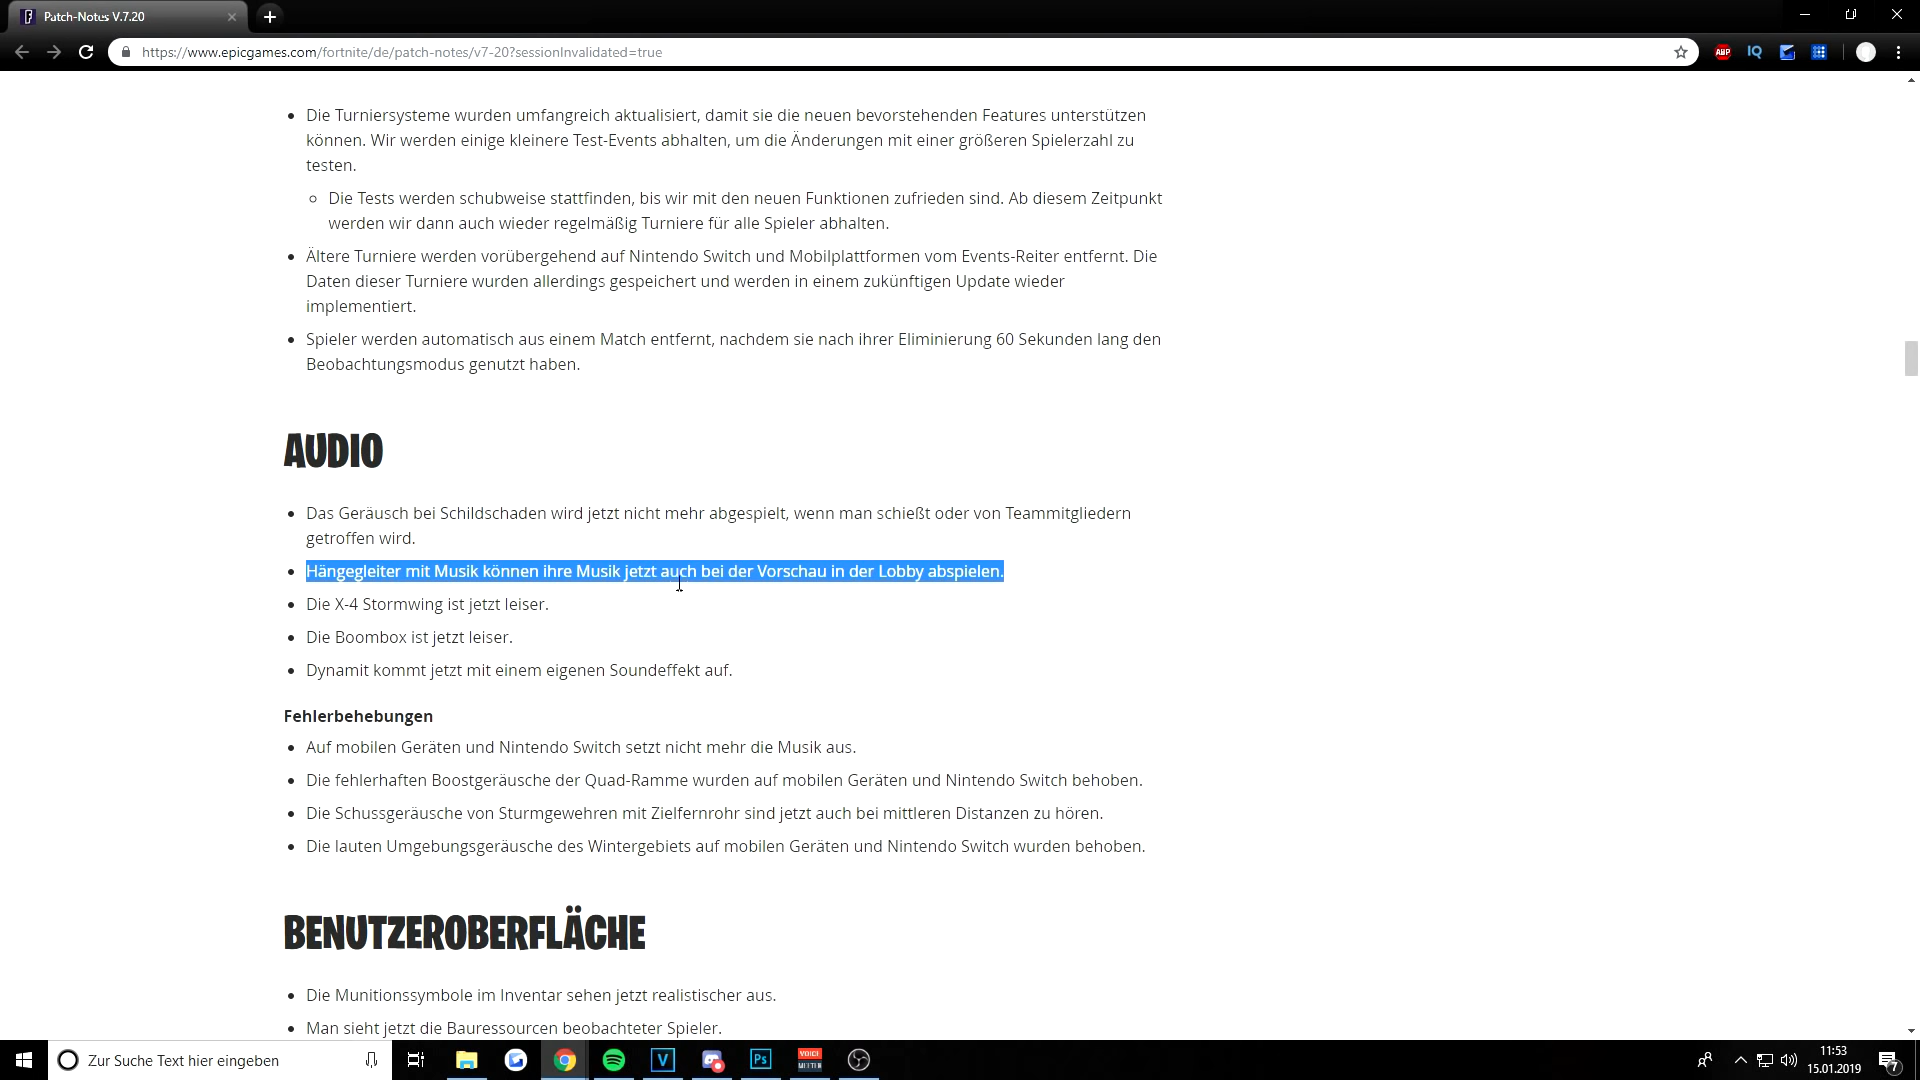 Patch-Notes V.7.20
https://www.epicgames.com/fortnite/de/patch-notes/v7-20?sessionInvalidated=true
ABP
IQ
Die Turniersysteme wurden umfangreich aktualisiert, damit sie die neuen bevorstehenden Features unterstützen
können. Wir werden einige kleinere Test-Events abhalten, um die Änderungen mit einer größeren Spielerzahl zu
testen.
Die Tests werden schubweise stattfinden, bis wir mit den neuen Funktionen zufrieden sind. Ab diesem Zeitpunkt
werden wir dann auch wieder regelmäßig Turniere für alle Spieler abhalten.
Ältere Turniere werden vorübergehend auf Nintendo Switch und Mobilplattformen vom Events-Reiter entfernt. Die
Daten dieser Turniere wurden allerdings gespeichert und werden in einem zukünftigen Update wieder
implementiert.
Spieler werden automatisch aus einem Match entfernt, nachdem sie nach ihrer Eliminierung 60 Sekunden lang den
Beobachtungsmodus genutzt haben.
AUDIO
Das Geräusch bei Schildschaden wird jetzt nicht mehr abgespielt, wenn man schießt oder von Teammitgliedern
getroffen wird.
Hängegleiter mit Musik können ihre Musik jetzt auch bei der Vorschau in der Lobby abspielen.
Die X-4 Stormwing ist jetzt leiser.
Die Boombox ist jetzt leiser.
Dynamit kommt jetzt mit einem eigenen Soundeffekt auf.
Fehlerbehebungen
Auf mobilen Geräten und Nintendo Switch setzt nicht mehr die Musik aus.
Die fehlerhaften Boostgeräusche der Quad-Ramme wurden auf mobilen Geräten und Nintendo Switch behoben.
Die Schussgeräusche von Sturmgewehren mit Zielfernrohr sind jetzt auch bei mittleren Distanzen zu hören.
Die lauten Umgebungsgeräusche des Wintergebiets auf mobilen Geräten und Nintendo Switch wurden behoben.
BENUTZEROBERFLÄCHE
Die Munitionssymbole im Inventar sehen jetzt realistischer aus.
Man sieht jetzt die Bauressourcen beobachteter Spieler.
Zur Suche Text hier eingeben
V
Ps
VOICE
MEETER
11:53
15.01.2019
7